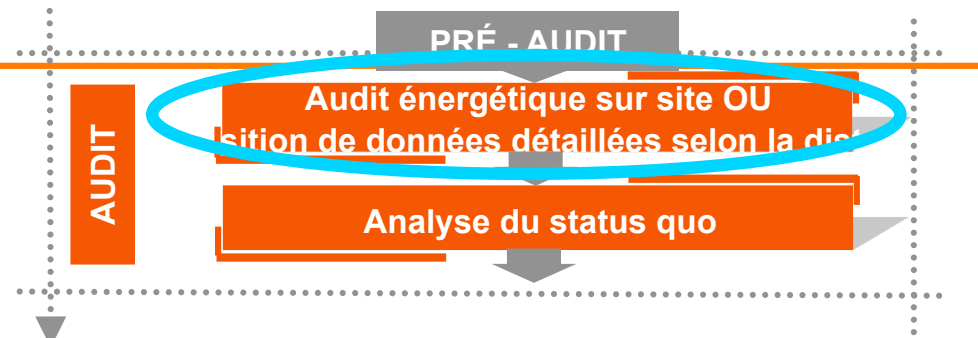 PRÉ - AUDIT
Audit énergétique sur site OU
sition de données détaillées selon la dis
AUDIT
Analyse du status quo